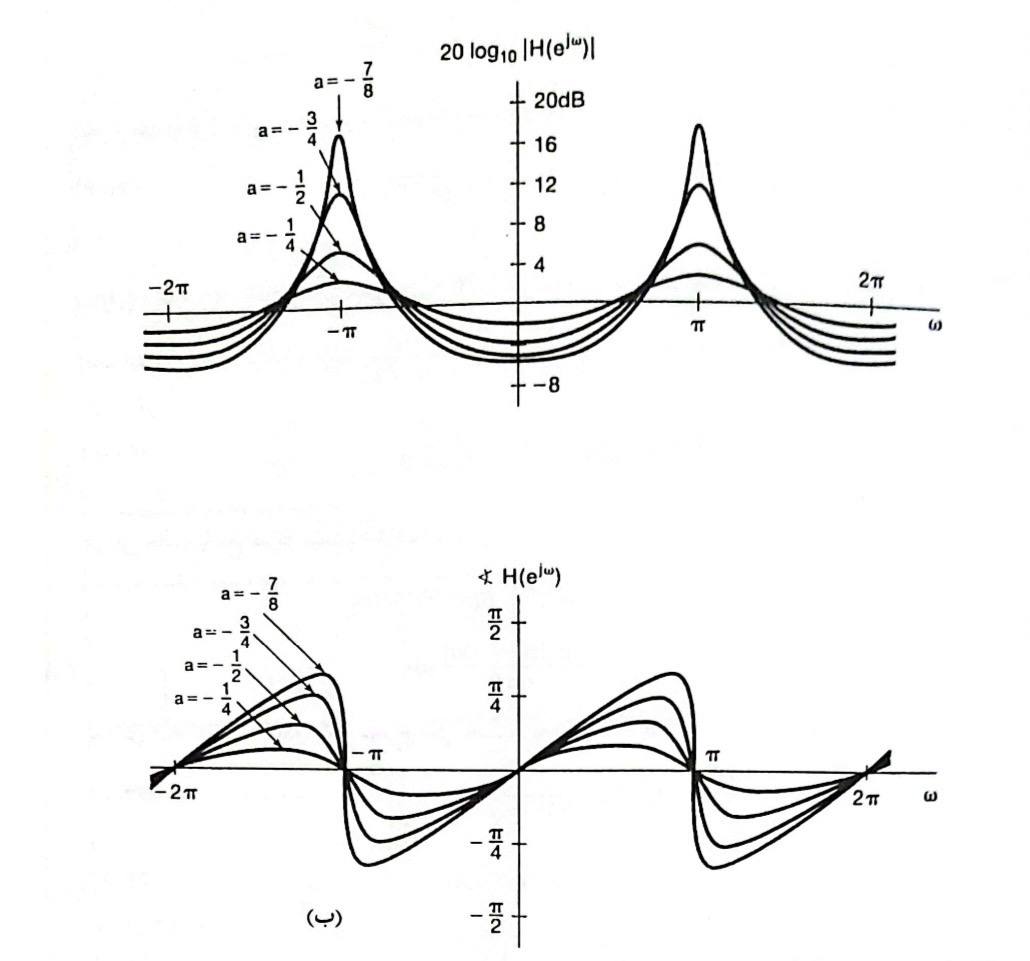 20 log₁₀ |H(e^jω)|
a = - 7/8
a = - 3/4
a = - 1/2
a = - 1/4
20dB
16
12
8
4
-8
-2π
-π
π
2π
ω
∢ H(e^jω)
a = - 7/8
a = - 3/4
a = - 1/2
a = - 1/4
π/2
π/4
- π/4
- π/2
-2π
-π
π
2π
ω
(ب)